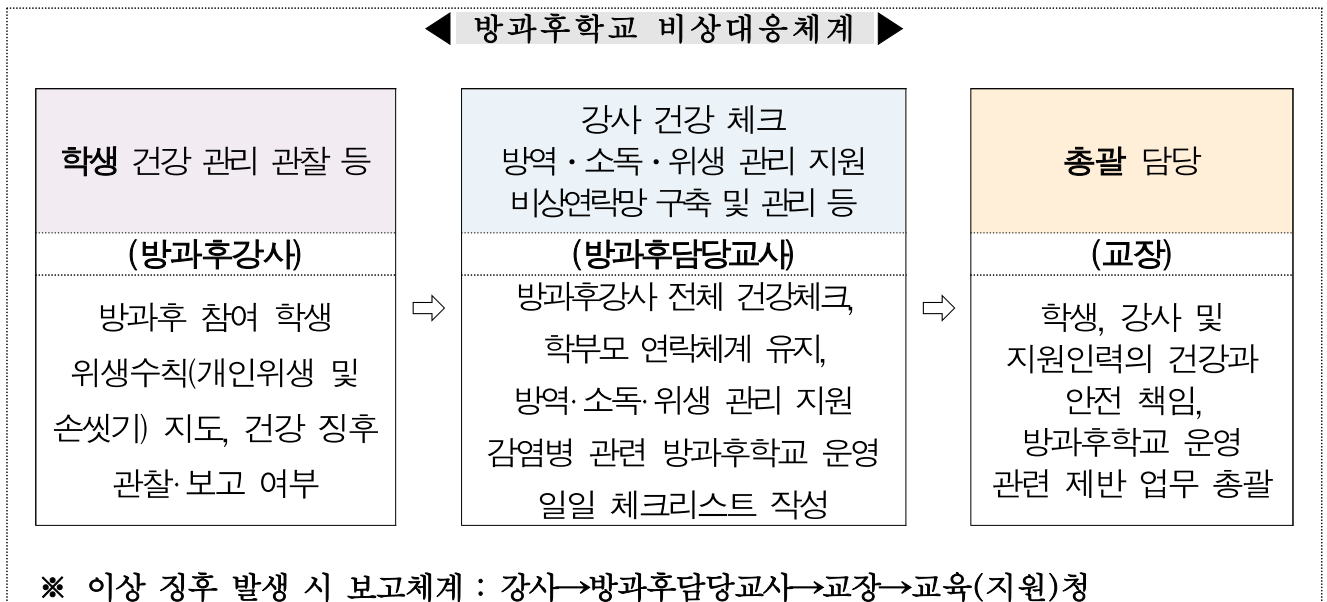 ◀ 방과후학교 비상대응체계 ▶
학생 건강 관리 관찰 등
(방과후강사)
방과후 참여 학생
위생수칙(개인위생 및
손씻기) 지도, 건강 징후
관찰·보고 여부
⇨
강사 건강 체크
방역·소독·위생 관리 지원
비상연락망 구축 및 관리 등
(방과후담당교사)
방과후강사 전체 건강체크,
학부모 연락체계 유지,
방역·소독·위생 관리 지원
감염병 관련 방과후학교 운영
일일 체크리스트 작성
⇨
총괄 담당
(교장)
학생, 강사 및
지원인력의 건강과
안전 책임,
방과후학교 운영
관련 제반 업무 총괄
※ 이상 징후 발생 시 보고체계 : 강사→방과후담당교사→교장→교육(지원)청